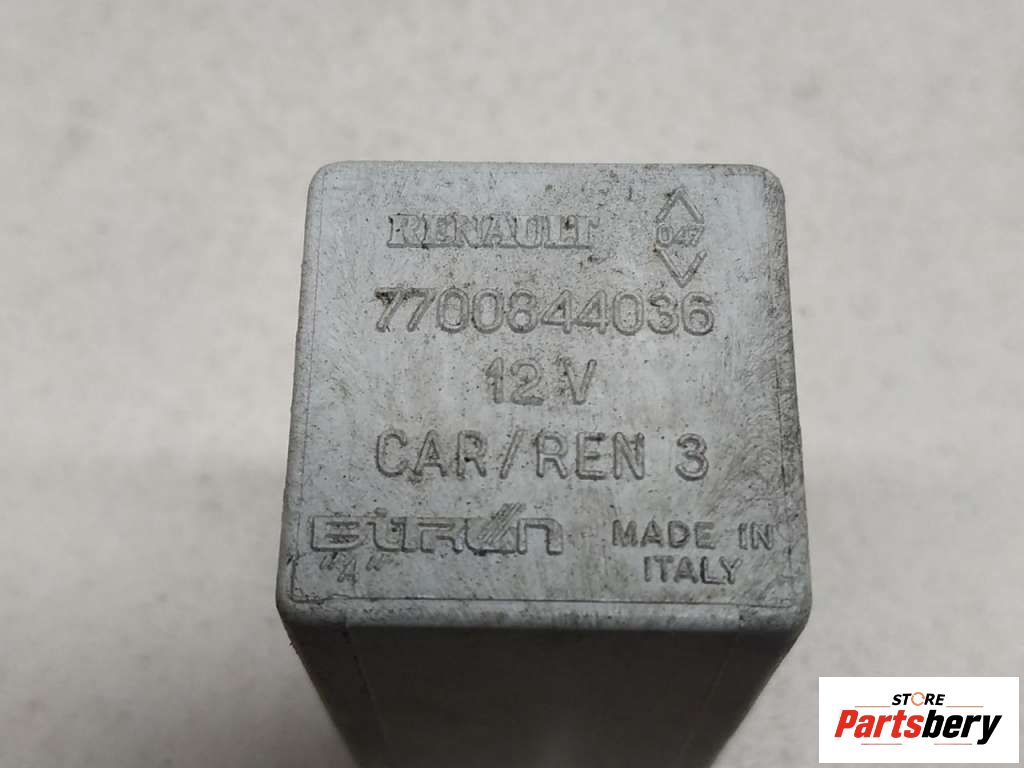 RENAULT
047
7700844036
12 V
CAR/REN 3
BITRON MADE IN
"A" ITALY
STORE
Partsbery